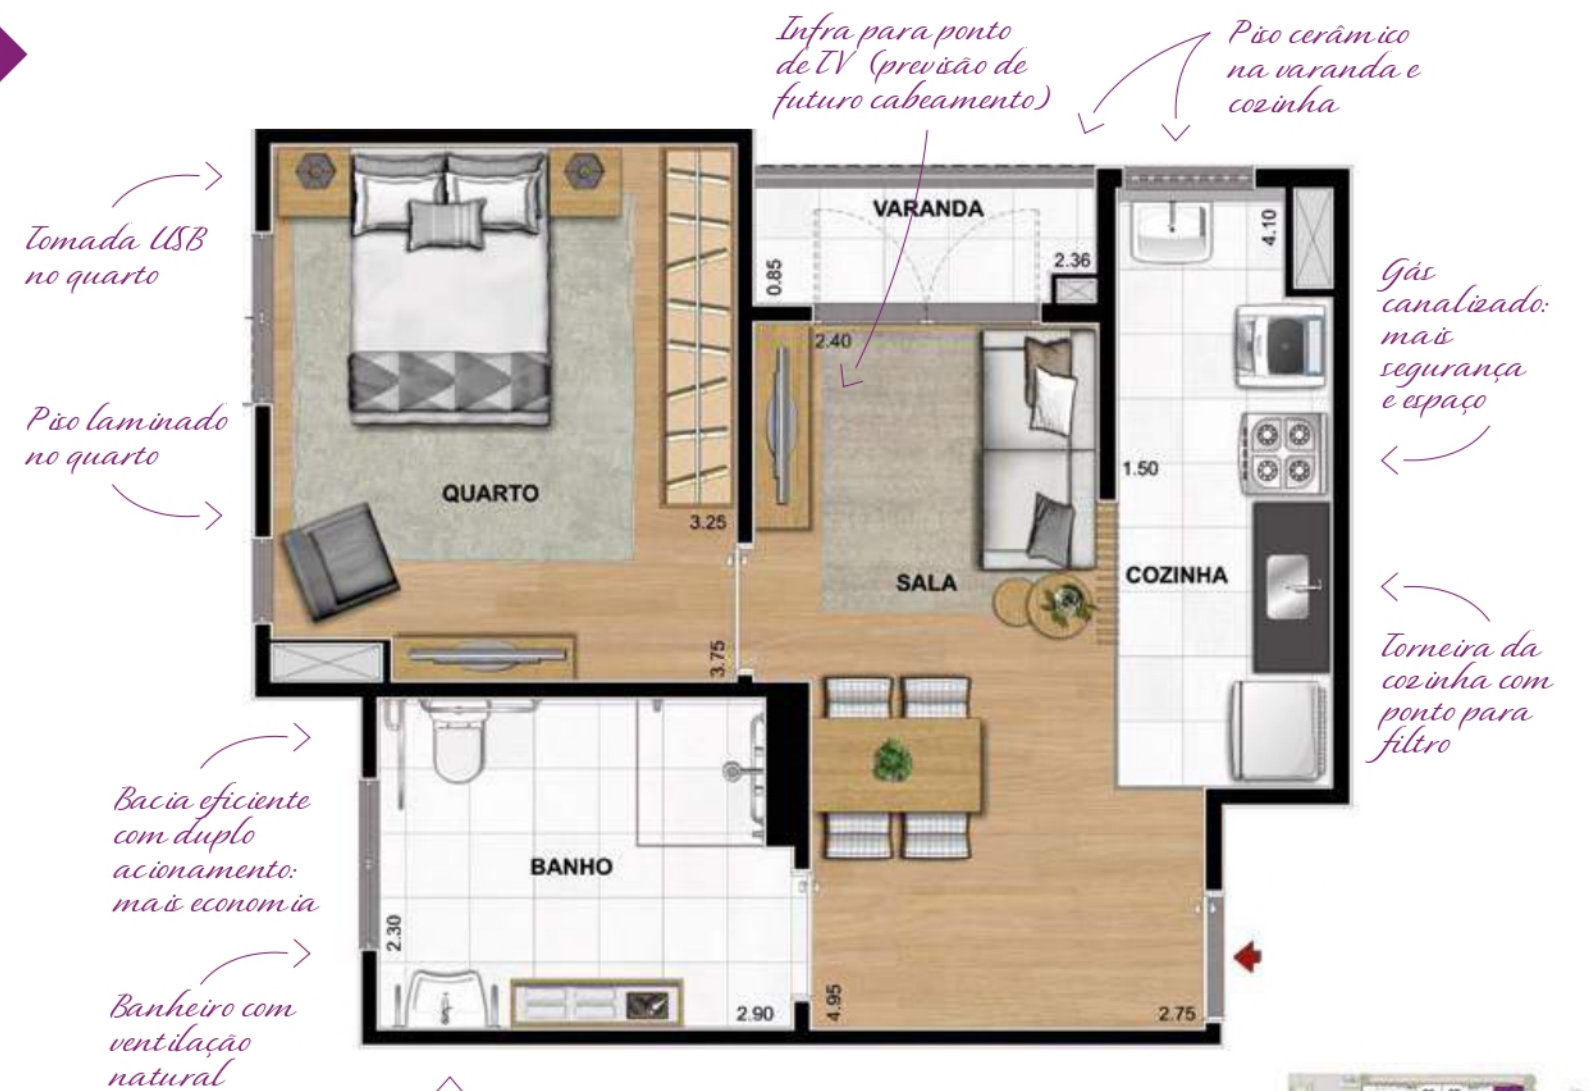 Infra para ponto
de TV (previsão de
futuro cabeamento)
Piso cerâmico
na varanda e
cozinha
Tomada USB
no quarto
Piso laminado
no quarto
Bacia eficiente
com duplo
acionamento:
mais economia
Banheiro com
ventilação
natural
Gás
canalizado:
mais
segurança
e espaço
Torneira da
cozinha com
ponto para
filtro
VARANDA
0.85
2.36
4.10
2.40
1.50
QUARTO
3.25
3.75
SALA
COZINHA
BANHO
2.30
2.90
4.95
2.75